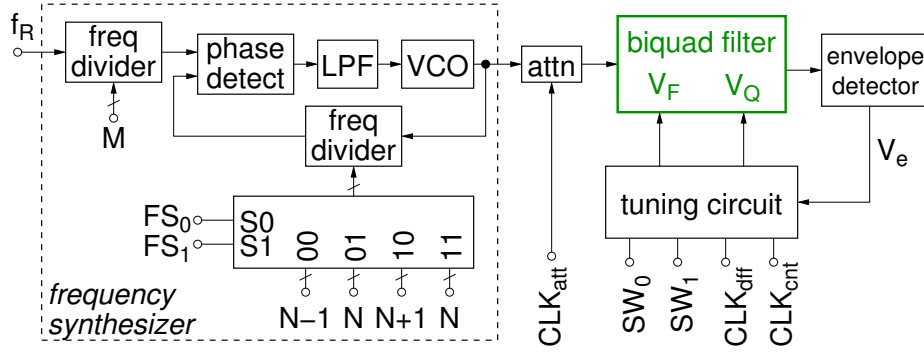 f_R
freq
divider
M
phase
detect
LPF
VCO
freq
divider
FS_0
FS_1
S0
S1
00
01
10
11
N−1
N
N+1
N
frequency
synthesizer
attn
CLK_att
biquad filter
V_F
V_Q
envelope
detector
V_e
tuning circuit
SW_0
SW_1
CLK_dff
CLK_cnt